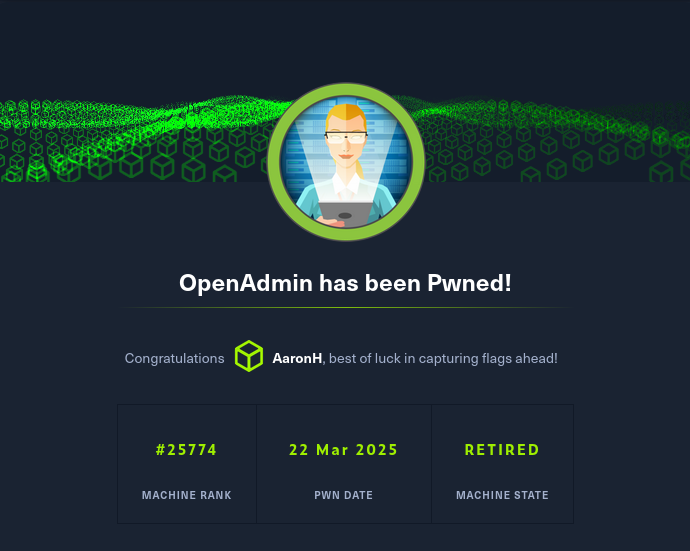 OpenAdmin has been Pwned!
Congratulations AaronH, best of luck in capturing flags ahead!
#25774 22 Mar 2025 RETIRED
MACHINE RANK PWN DATE MACHINE STATE